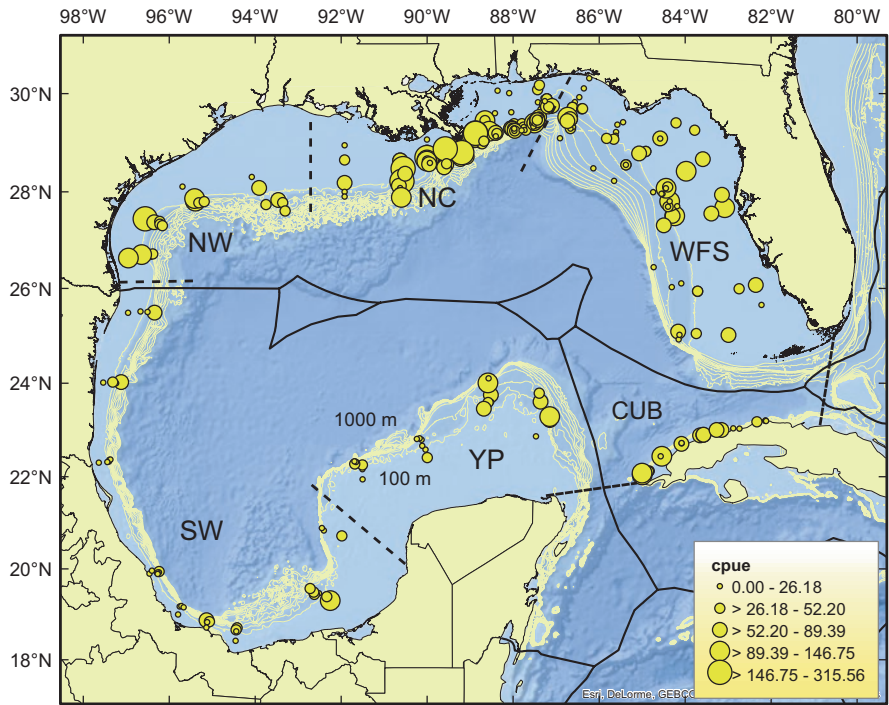 98°W 96°W 94°W 92°W 90°W 88°W 86°W 84°W 82°W 80°W
30°N
28°N
26°N
24°N
22°N
20°N
18°N
NC
NW
WFS
CUB
1000 m
YP
100 m
SW
cpue
0.00 - 26.18
> 26.18 - 52.20
> 52.20 - 89.39
> 89.39 - 146.75
> 146.75 - 315.56
Esri, DeLorme, GEBC